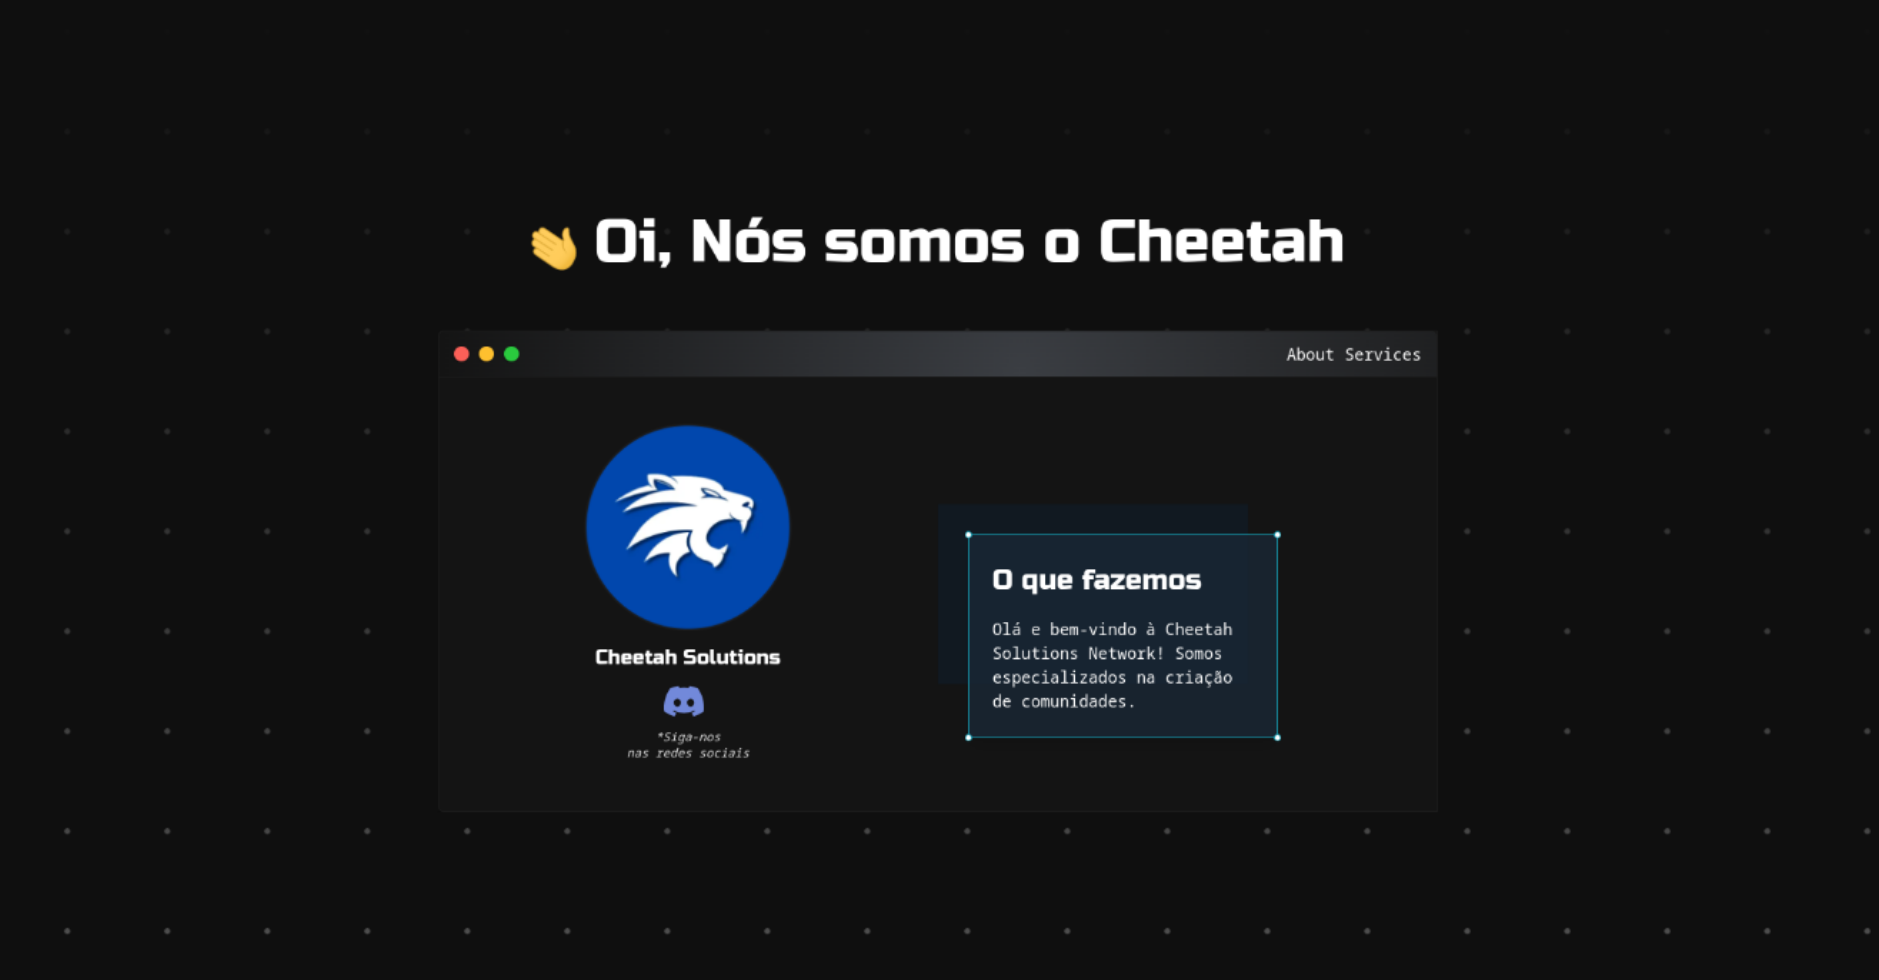 👋 Oi, Nós somos o Cheetah
About Services
Cheetah Solutions
*Siga-nos
nas redes sociais
O que fazemos
Olá e bem-vindo à Cheetah
Solutions Network! Somos
especializados na criação
de comunidades.